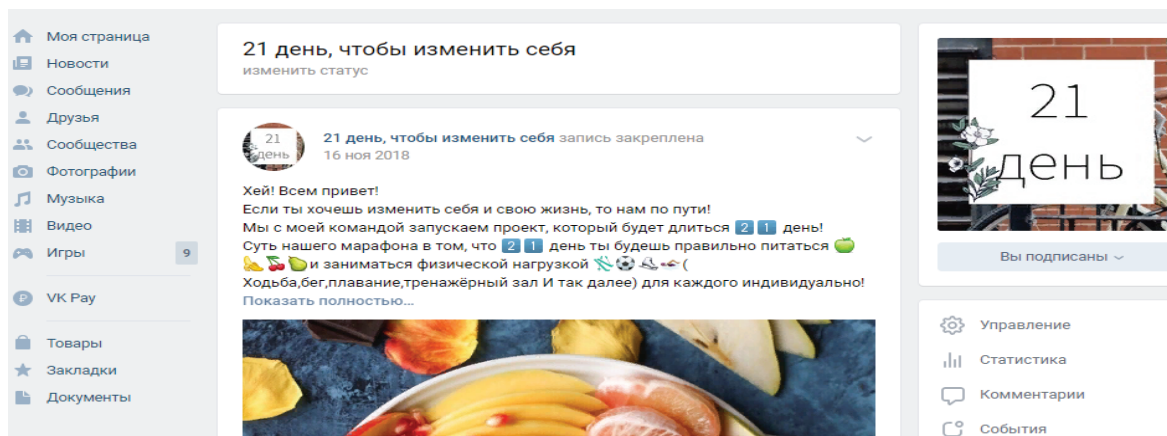 Моя страница
Новости
Сообщения
Друзья
Сообщества
Фотографии
Музыка
Видео
Игры 9
VK Pay
Товары
Закладки
Документы
21 день, чтобы изменить себя
изменить статус
21 день
21 день, чтобы изменить себя запись закреплена
16 ноя 2018
Хей! Всем привет!
Если ты хочешь изменить себя и свою жизнь, то нам по пути!
Мы с моей командой запускаем проект, который будет длиться 2️⃣1️⃣ день!
Суть нашего марафона в том, что 2️⃣1️⃣ день ты будешь правильно питаться 🍏
🍌🍒🍐и заниматься физической нагрузкой (
Ходьба,бег,плавание,тренажёрный зал И так далее) для каждого индивидуально!
Показать полностью...
21
день
Вы подписаны
Управление
Статистика
Комментарии
События